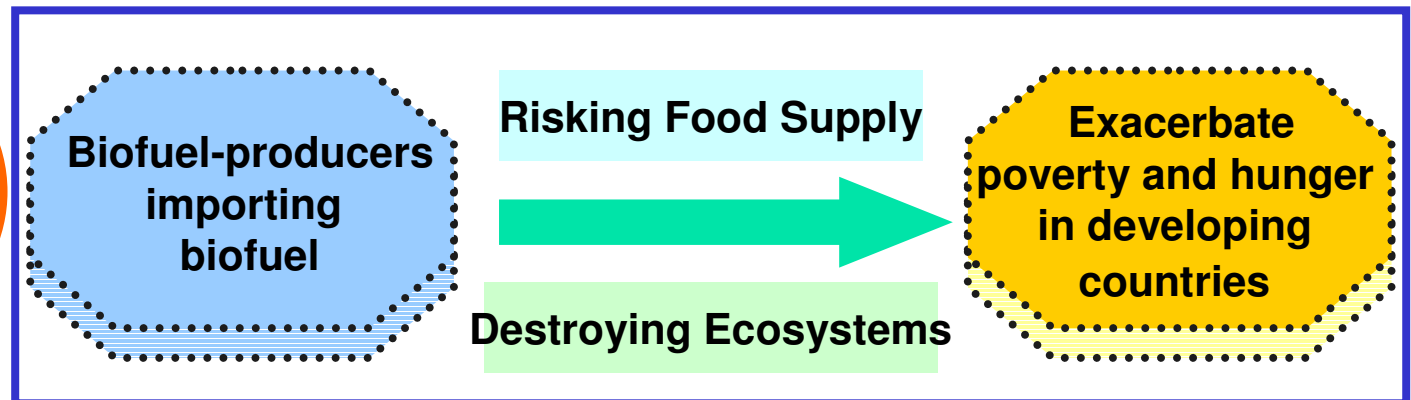 Biofuel-producers
importing
biofuel
Risking Food Supply
Destroying Ecosystems
Exacerbate
poverty and hunger
in developing
countries